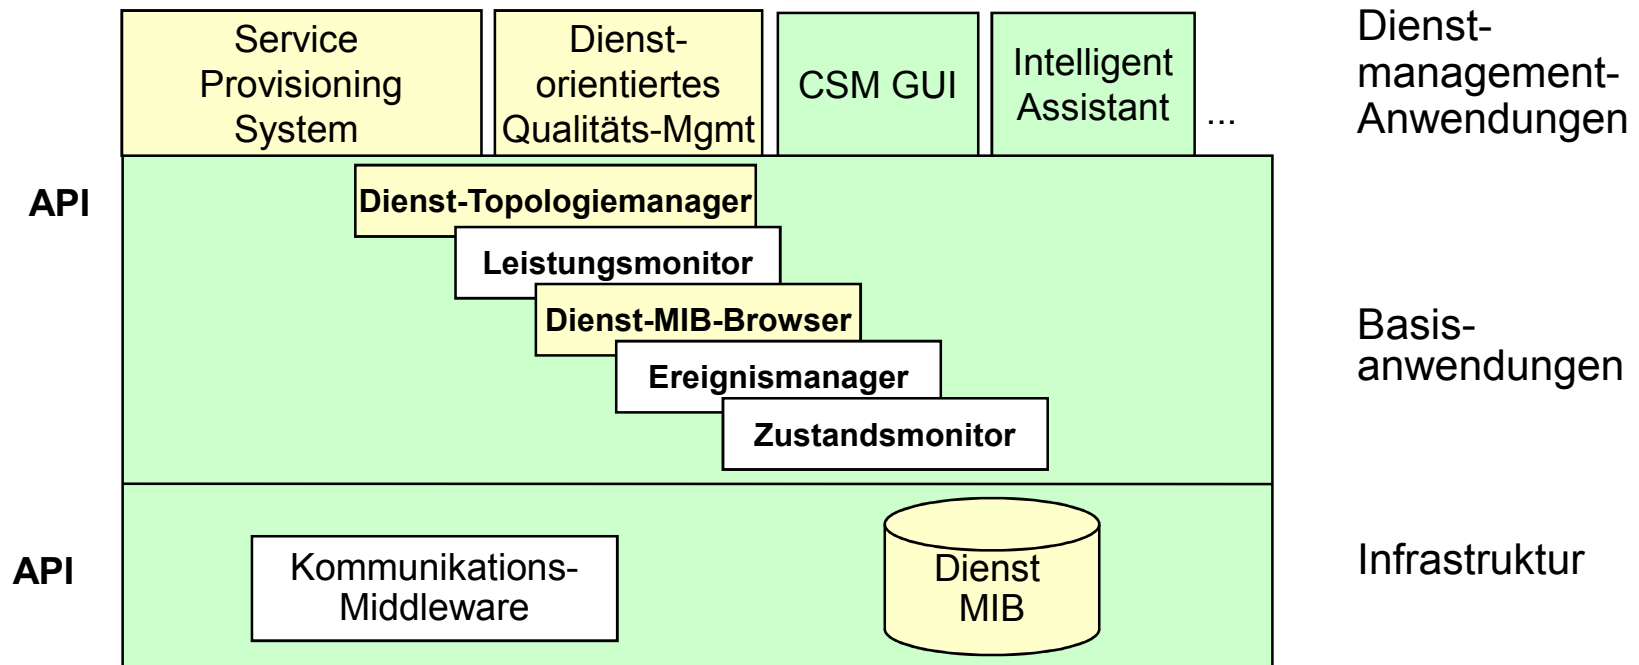 Service
Provisioning
System
Dienst-
orientiertes
Qualitäts-Mgmt
CSM GUI
Intelligent
Assistant
...
Dienst-
management-
Anwendungen
API
Dienst-Topologiemanager
Leistungsmonitor
Dienst-MIB-Browser
Ereignismanager
Zustandsmonitor
Basis-
anwendungen
API
Kommunikations-
Middleware
Dienst
MIB
Infrastruktur